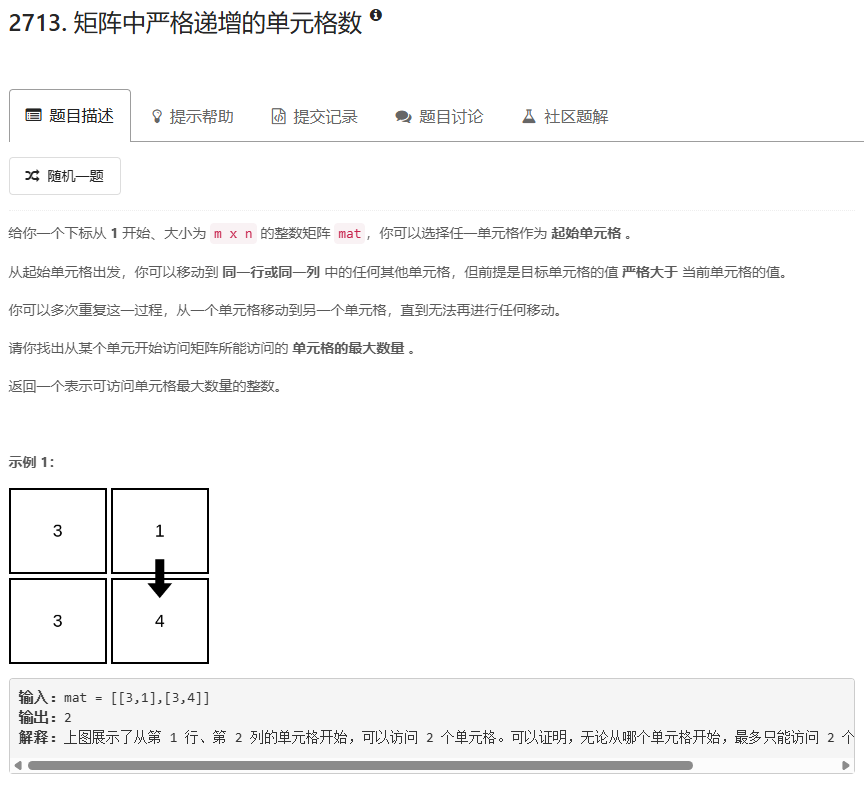 2713. 矩阵中严格递增的单元格数
题目描述 提示帮助 提交记录 题目讨论 社区题解
随机一题
给你一个下标从 1 开始、大小为 m x n 的整数矩阵 mat，你可以选择任一单元格作为 起始单元格 。
从起始单元格出发，你可以移动到 同一行或同一列 中的任何其他单元格，但前提是目标单元格的值 严格大于 当前单元格的值。
你可以多次重复这一过程，从一个单元格移动到另一个单元格，直到无法再进行任何移动。
请你找出从某个单元开始访问矩阵所能访问的 单元格的最大数量 。
返回一个表示可访问单元格最大数量的整数。
示例 1：
3 1
3 4
输入：mat = [[3,1],[3,4]]
输出：2
解释：上图展示了从第 1 行、第 2 列的单元格开始，可以访问 2 个单元格。可以证明，无论从哪个单元格开始，最多只能访问 2 个